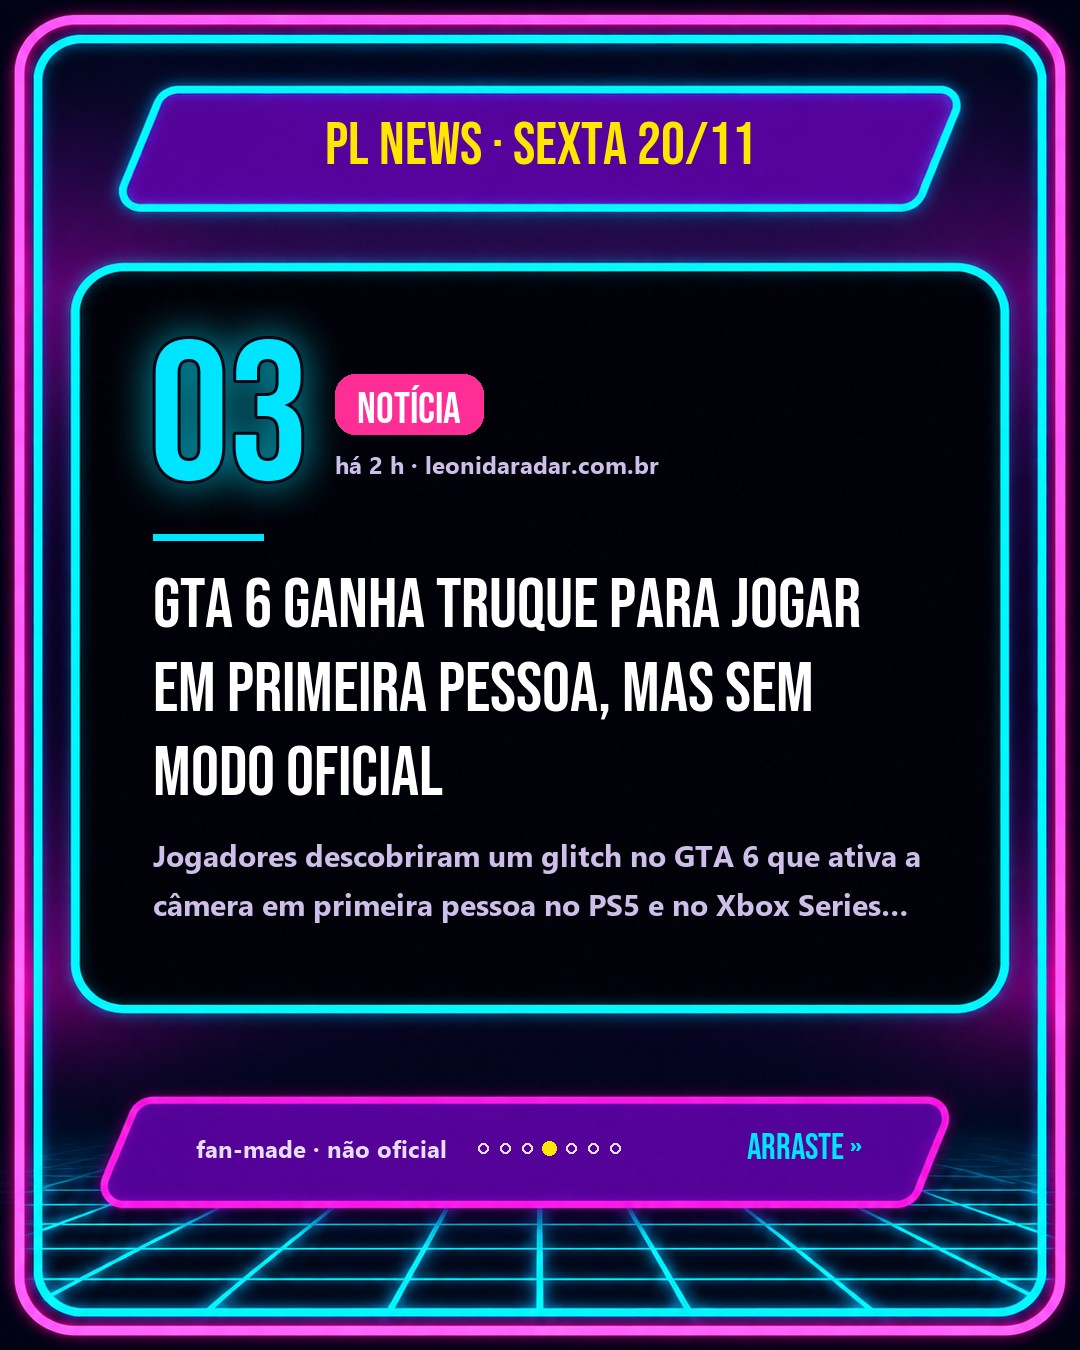 PL NEWS · SEXTA 20/11
03
NOTÍCIA
há 2 h · leonidaradar.com.br
GTA 6 GANHA TRUQUE PARA JOGAR
EM PRIMEIRA PESSOA, MAS SEM
MODO OFICIAL
Jogadores descobriram um glitch no GTA 6 que ativa a
câmera em primeira pessoa no PS5 e no Xbox Series...
fan-made · não oficial
ARRASTE »